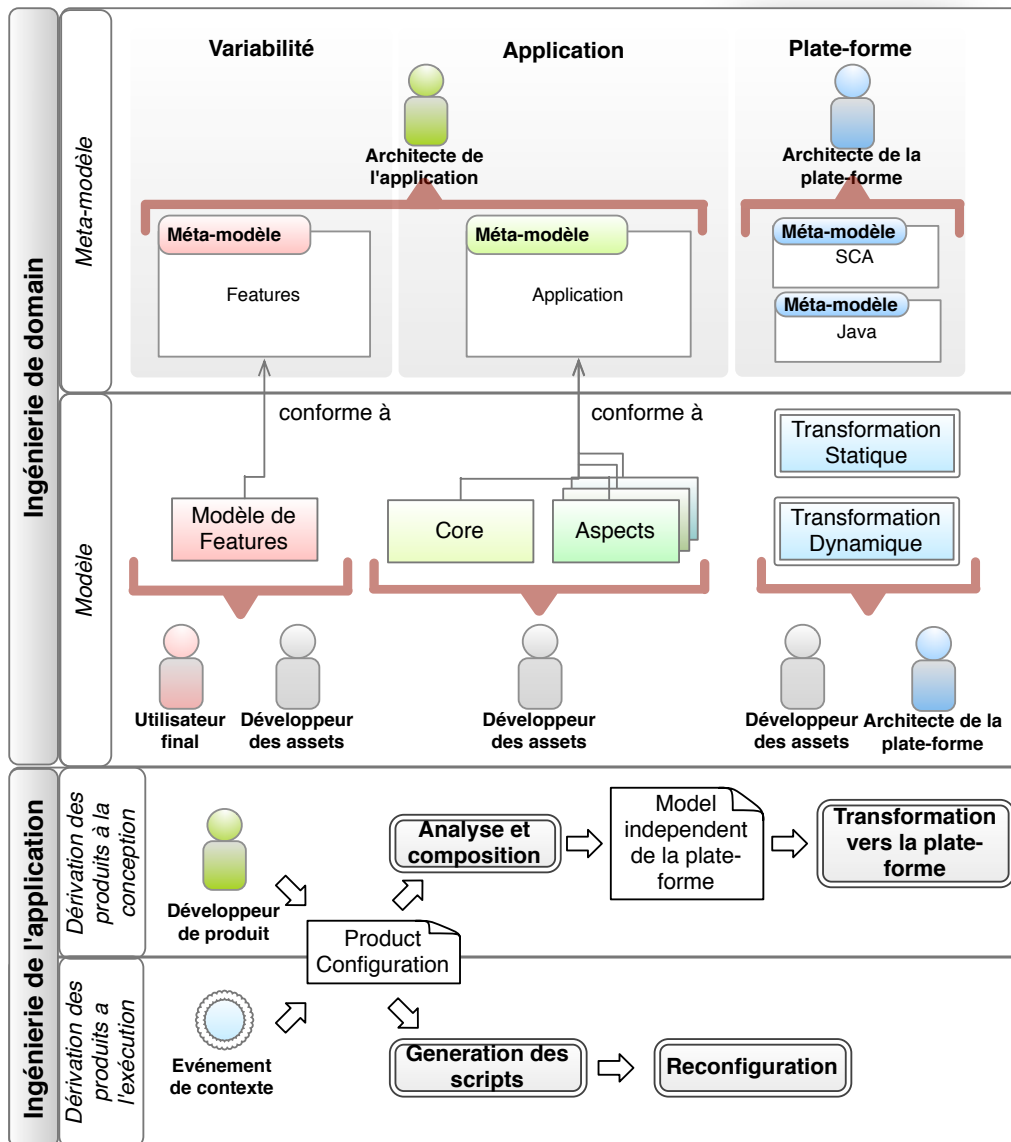 Variabilité
Application
Plate-forme
Ingénierie de domain
Meta-modèle
Architecte de
l'application
Architecte de la
plate-forme
Méta-modèle
Features
Méta-modèle
Application
Méta-modèle
SCA
Méta-modèle
Java
Modèle
conforme à
conforme à
Modèle de
Features
Core
Aspects
Transformation
Statique
Transformation
Dynamique
Utilisateur
final
Développeur
des assets
Développeur
des assets
Développeur
des assets
Architecte de la
plate-forme
Ingénierie de l'application
Dérivation des
produits à la
conception
Développeur
de produit
Product
Configuration
Analyse et
composition
Model
independent
de la plate-
forme
Transformation
vers la plate-
forme
Dérivation des
produits a
l'exécution
Evénement
de contexte
Generation des
scripts
Reconfiguration